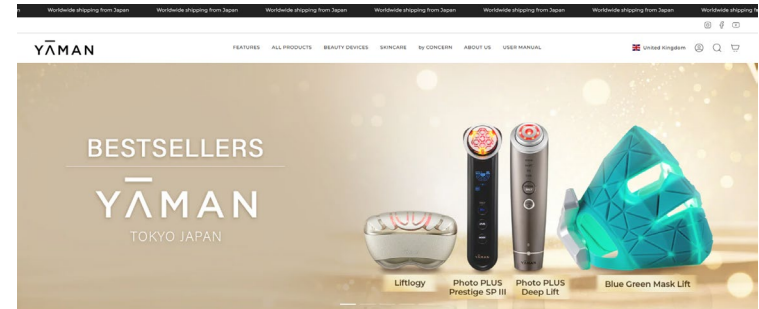 Worldwide shipping from Japan Worldwide shipping from Japan Worldwide shipping from Japan Worldwide shipping from Japan Worldwide shipping from Japan Worldwide shipping from Japan Worldwide shipping
YAMAN
FEATURES ALL PRODUCTS BEAUTY DEVICES SKINCARE by CONCERN ABOUT US USER MANUAL United Kingdom
BESTSELLERS
YAMAN
TOKYO JAPAN
Liftlogy
Photo PLUS
Prestige SP III
Photo PLUS
Deep Lift
Blue Green Mask Lift